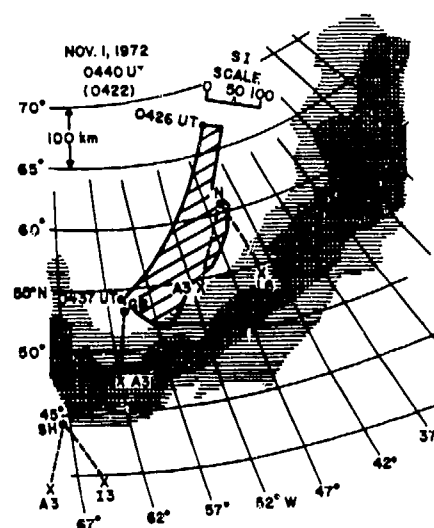 NOV. 1, 1972
0440 UT
(0422)
SI
SCALE
50 100
0
70°
0426 UT
100 km
65°
60°
N
A3
I6
55° N
0437 UT
50°
A3
45°
SH
A3
I3
67°
62°
57°
52° W
47°
42°
37